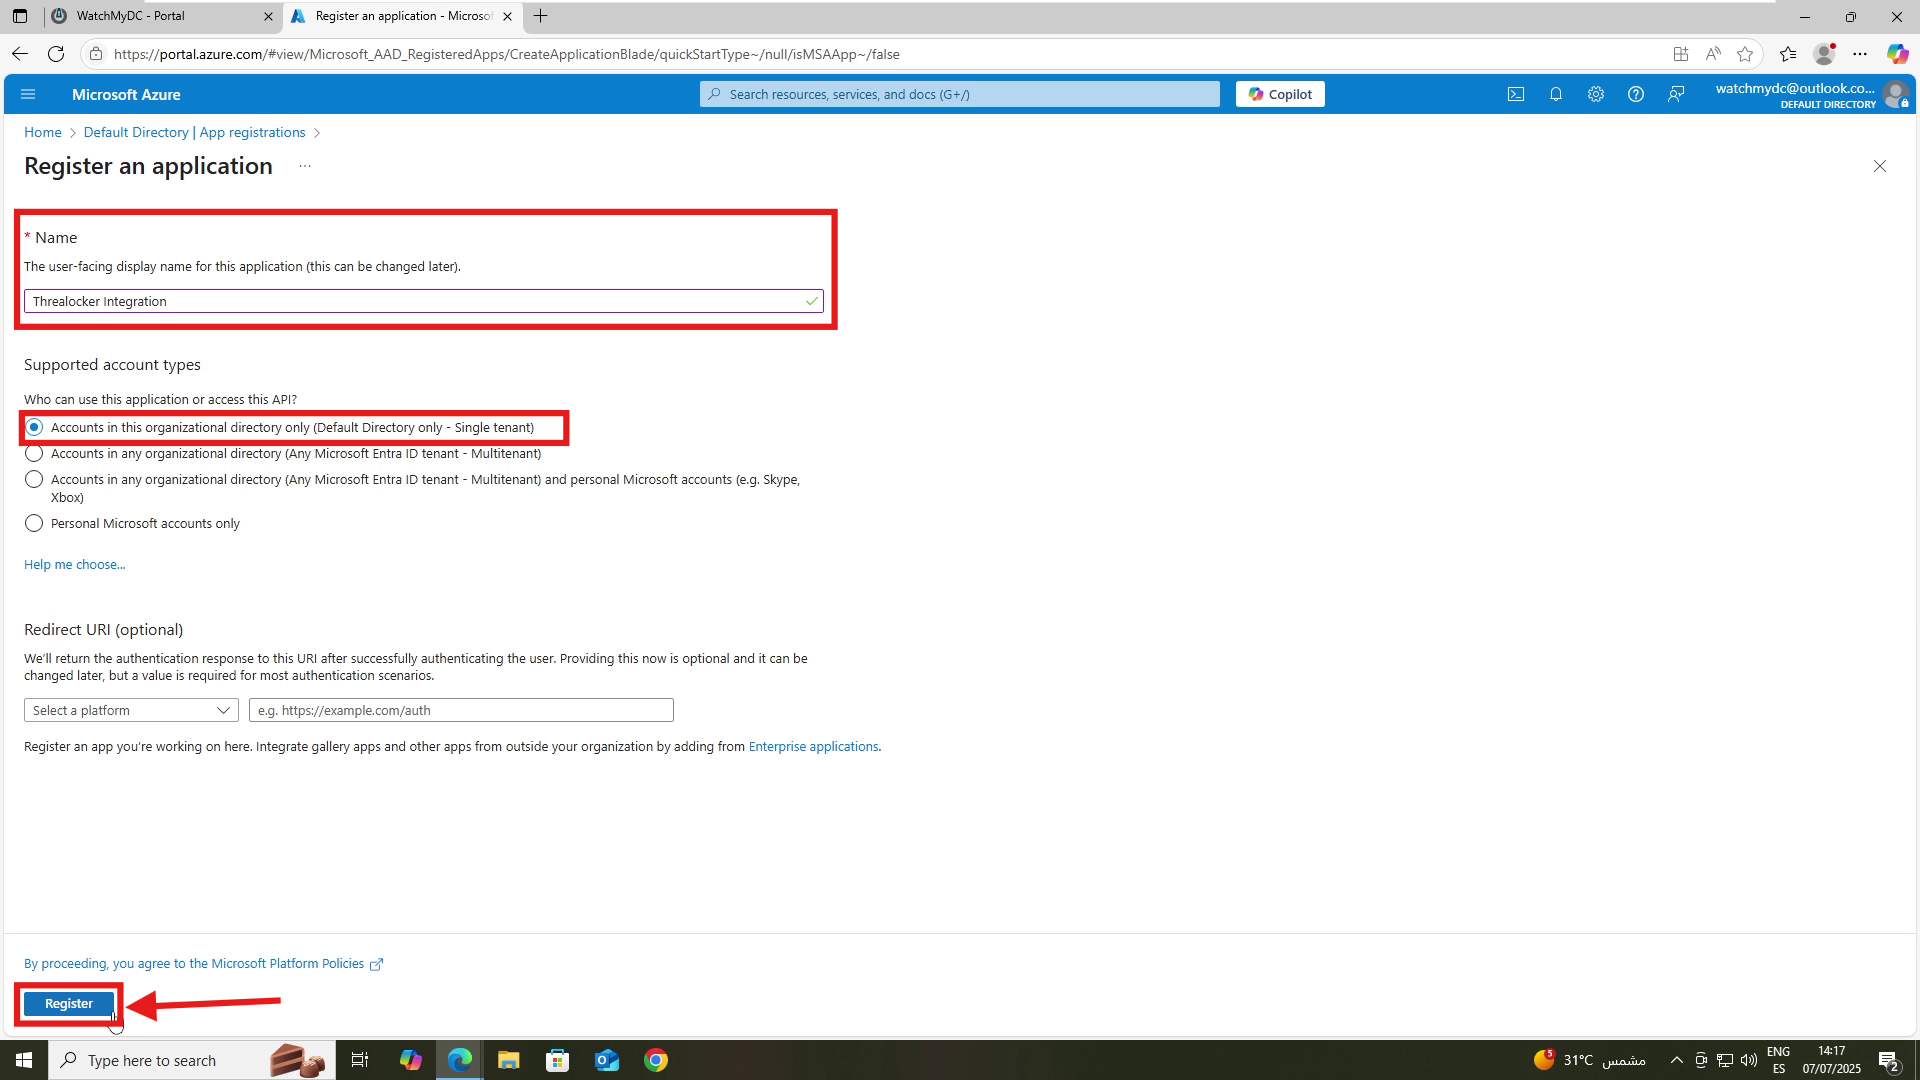 WatchMyDC - Portal
Register an application - Microsof
https://portal.azure.com/#view/Microsoft_AAD_RegisteredApps/CreateApplicationBlade/quickStartType~/null/isMSAApp~/false
Microsoft Azure
Search resources, services, and docs (G+/)
Copilot
watchmydc@outlook.co...
DEFAULT DIRECTORY
Home > Default Directory | App registrations >
Register an application ...
* Name
The user-facing display name for this application (this can be changed later).
Threalocker Integration
Supported account types
Who can use this application or access this API?
Accounts in this organizational directory only (Default Directory only - Single tenant)
Accounts in any organizational directory (Any Microsoft Entra ID tenant - Multitenant)
Accounts in any organizational directory (Any Microsoft Entra ID tenant - Multitenant) and personal Microsoft accounts (e.g. Skype,
Xbox)
Personal Microsoft accounts only
Help me choose...
Redirect URI (optional)
We'll return the authentication response to this URI after successfully authenticating the user. Providing this now is optional and it can be
changed later, but a value is required for most authentication scenarios.
Select a platform
e.g. https://example.com/auth
Register an app you're working on here. Integrate gallery apps and other apps from outside your organization by adding from Enterprise applications.
By proceeding, you agree to the Microsoft Platform Policies
Register
Type here to search
5
31°C مشمس
ENG
ES
14:17
07/07/2025
2